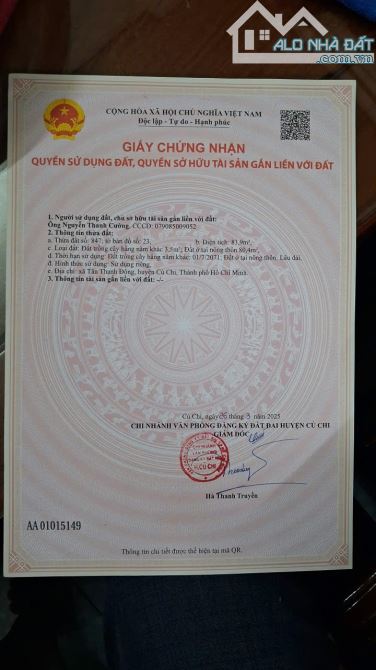 ALO NHÀ ĐẤT
.com.vn
CỘNG HÒA XÃ HỘI CHỦ NGHĨA VIỆT NAM
Độc lập - Tự do - Hạnh phúc
GIẤY CHỨNG NHẬN
QUYỀN SỬ DỤNG ĐẤT, QUYỀN SỞ HỮU TÀI SẢN GẮN LIỀN VỚI ĐẤT
1. Người sử dụng đất, chủ sở hữu tài sản gắn liền với đất:
Ông Nguyễn Thanh Cường, CCCD: 079085009052
2. Thông tin thửa đất:
a. Thửa đất số: 847; tờ bản đồ số: 23, b. Diện tích: 83,9m².
c. Loại đất: Đất trồng cây hàng năm khác: 3,5m²; Đất ở tại nông thôn 80,4m².
d. Thời hạn sử dụng: Đất trồng cây hàng năm khác: 01/7/2071; Đất ở tại nông thôn: Lâu dài.
đ. Hình thức sử dụng: Sử dụng riêng.
e. Địa chỉ: xã Tân Thạnh Đông, huyện Củ Chi, Thành phố Hồ Chí Minh.
3. Thông tin tài sản gắn liền với đất: -/-
Củ Chi, ngày tháng 3 năm 2025
CHI NHÁNH VĂN PHÒNG ĐĂNG KÝ ĐẤT ĐAI HUYỆN CỦ CHI
GIÁM ĐỐC
H.CỦ CHI
Hà Thanh Truyền
AA 01015149
Thông tin chi tiết được thể hiện tại mã QR.